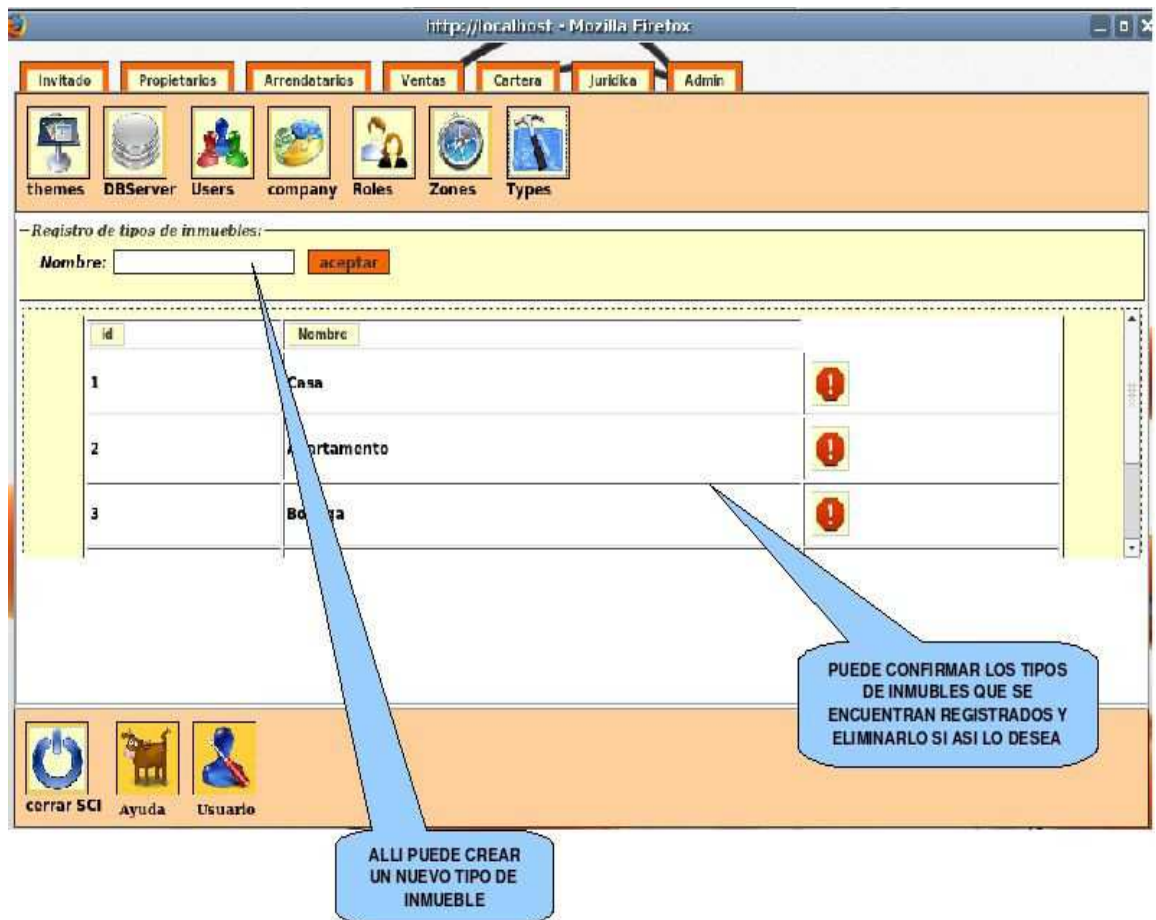 http://localhost - Mozilla Firefox
Invitado Propietarios Arrendatarios Ventas Cartera Juridica Admin
themes DBServer Users company Roles Zones Types
Registro de tipos de inmuebles:
Nombre: aceptar
id Nombre
1 Casa
2 Apartamento
3 Bodega
PUEDE CONFIRMAR LOS TIPOS
DE INMUBLES QUE SE
ENCUENTRAN REGISTRADOS Y
ELIMINARLO SI ASI LO DESEA
cerrar SCI Ayuda Usuario
ALLI PUEDE CREAR
UN NUEVO TIPO DE
INMUEBLE